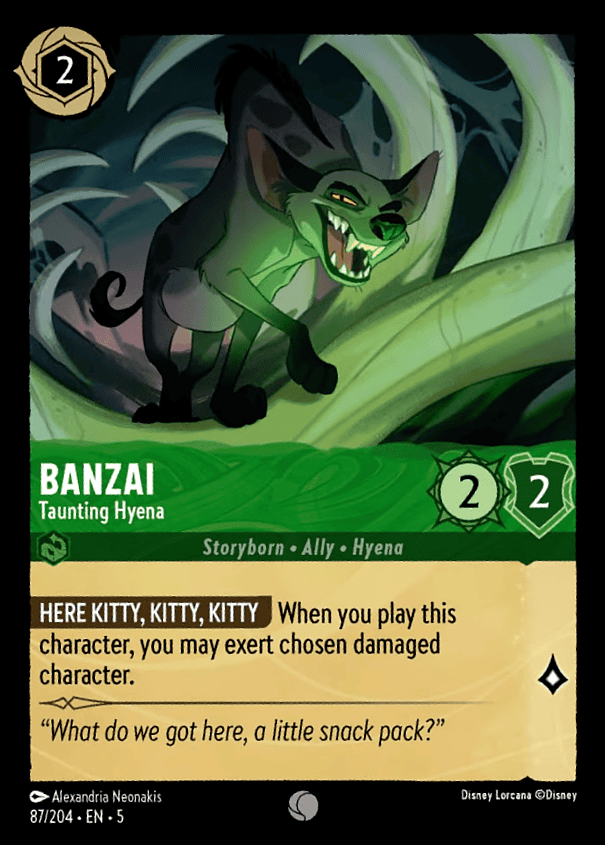 2
BANZAI
Taunting Hyena
2
2
Storyborn • Ally • Hyena
HERE KITTY, KITTY, KITTY When you play this
character, you may exert chosen damaged
character.
“What do we got here, a little snack pack?”
Alexandria Neonakis
Disney Lorcana ©Disney
87/204 • EN • 5